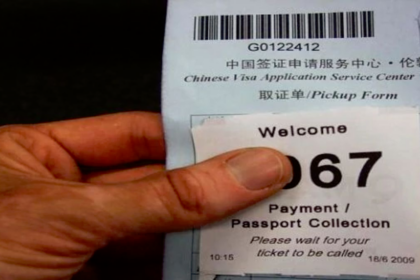 G0122412
中国签证申请服务中心·伦
Chinese Visa Application Service Center
取证单/Pickup Form
Welcome
067
Payment /
Passport Collection
Please wait for your
ticket to be called
10:15 16/6 2009